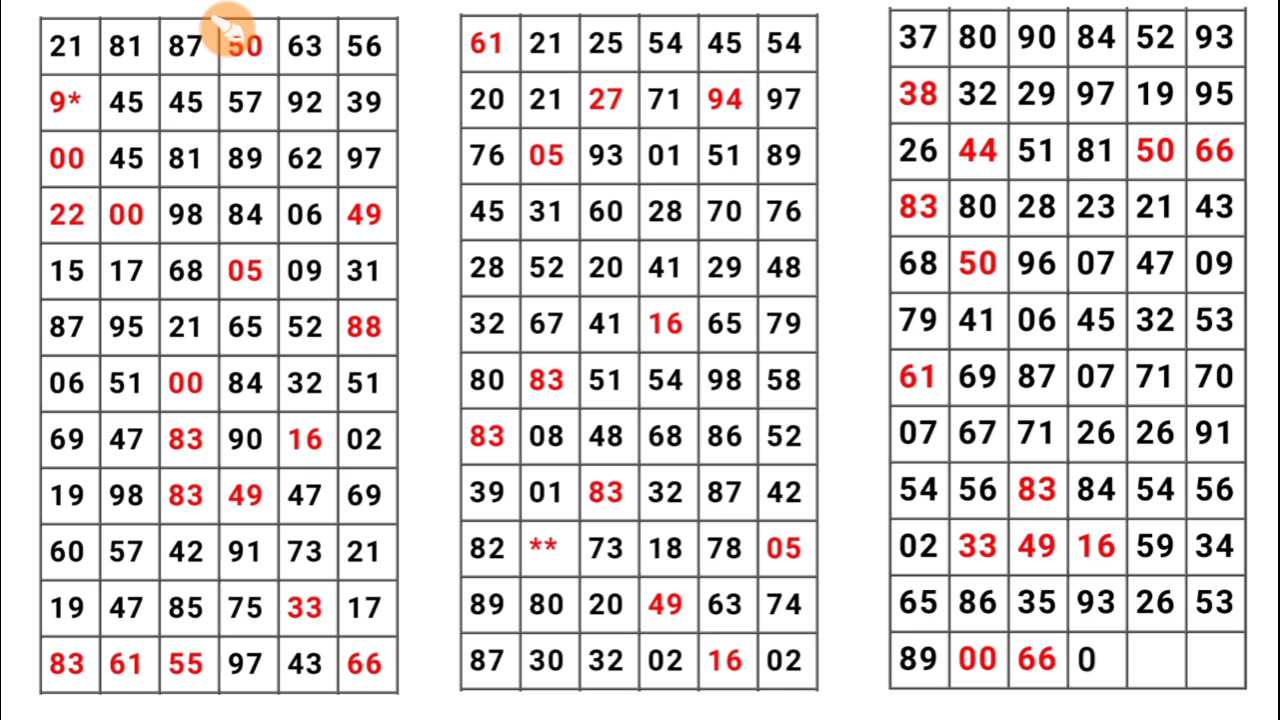 21 81 87 50 63 56
9* 45 45 57 92 39
00 45 81 89 62 97
22 00 98 84 06 49
15 17 68 05 09 31
87 95 21 65 52 88
06 51 00 84 32 51
69 47 83 90 16 02
19 98 83 49 47 69
60 57 42 91 73 21
19 47 85 75 33 17
83 61 55 97 43 66
61 21 25 54 45 54
20 21 27 71 94 97
76 05 93 01 51 89
45 31 60 28 70 76
28 52 20 41 29 48
32 67 41 16 65 79
80 83 51 54 98 58
83 08 48 68 86 52
39 01 83 32 87 42
82 ** 73 18 78 05
89 80 20 49 63 74
87 30 32 02 16 02
37 80 90 84 52 93
38 32 29 97 19 95
26 44 51 81 50 66
83 80 28 23 21 43
68 50 96 07 47 09
79 41 06 45 32 53
61 69 87 07 71 70
07 67 71 26 26 91
54 56 83 84 54 56
02 33 49 16 59 34
65 86 35 93 26 53
89 00 66 0